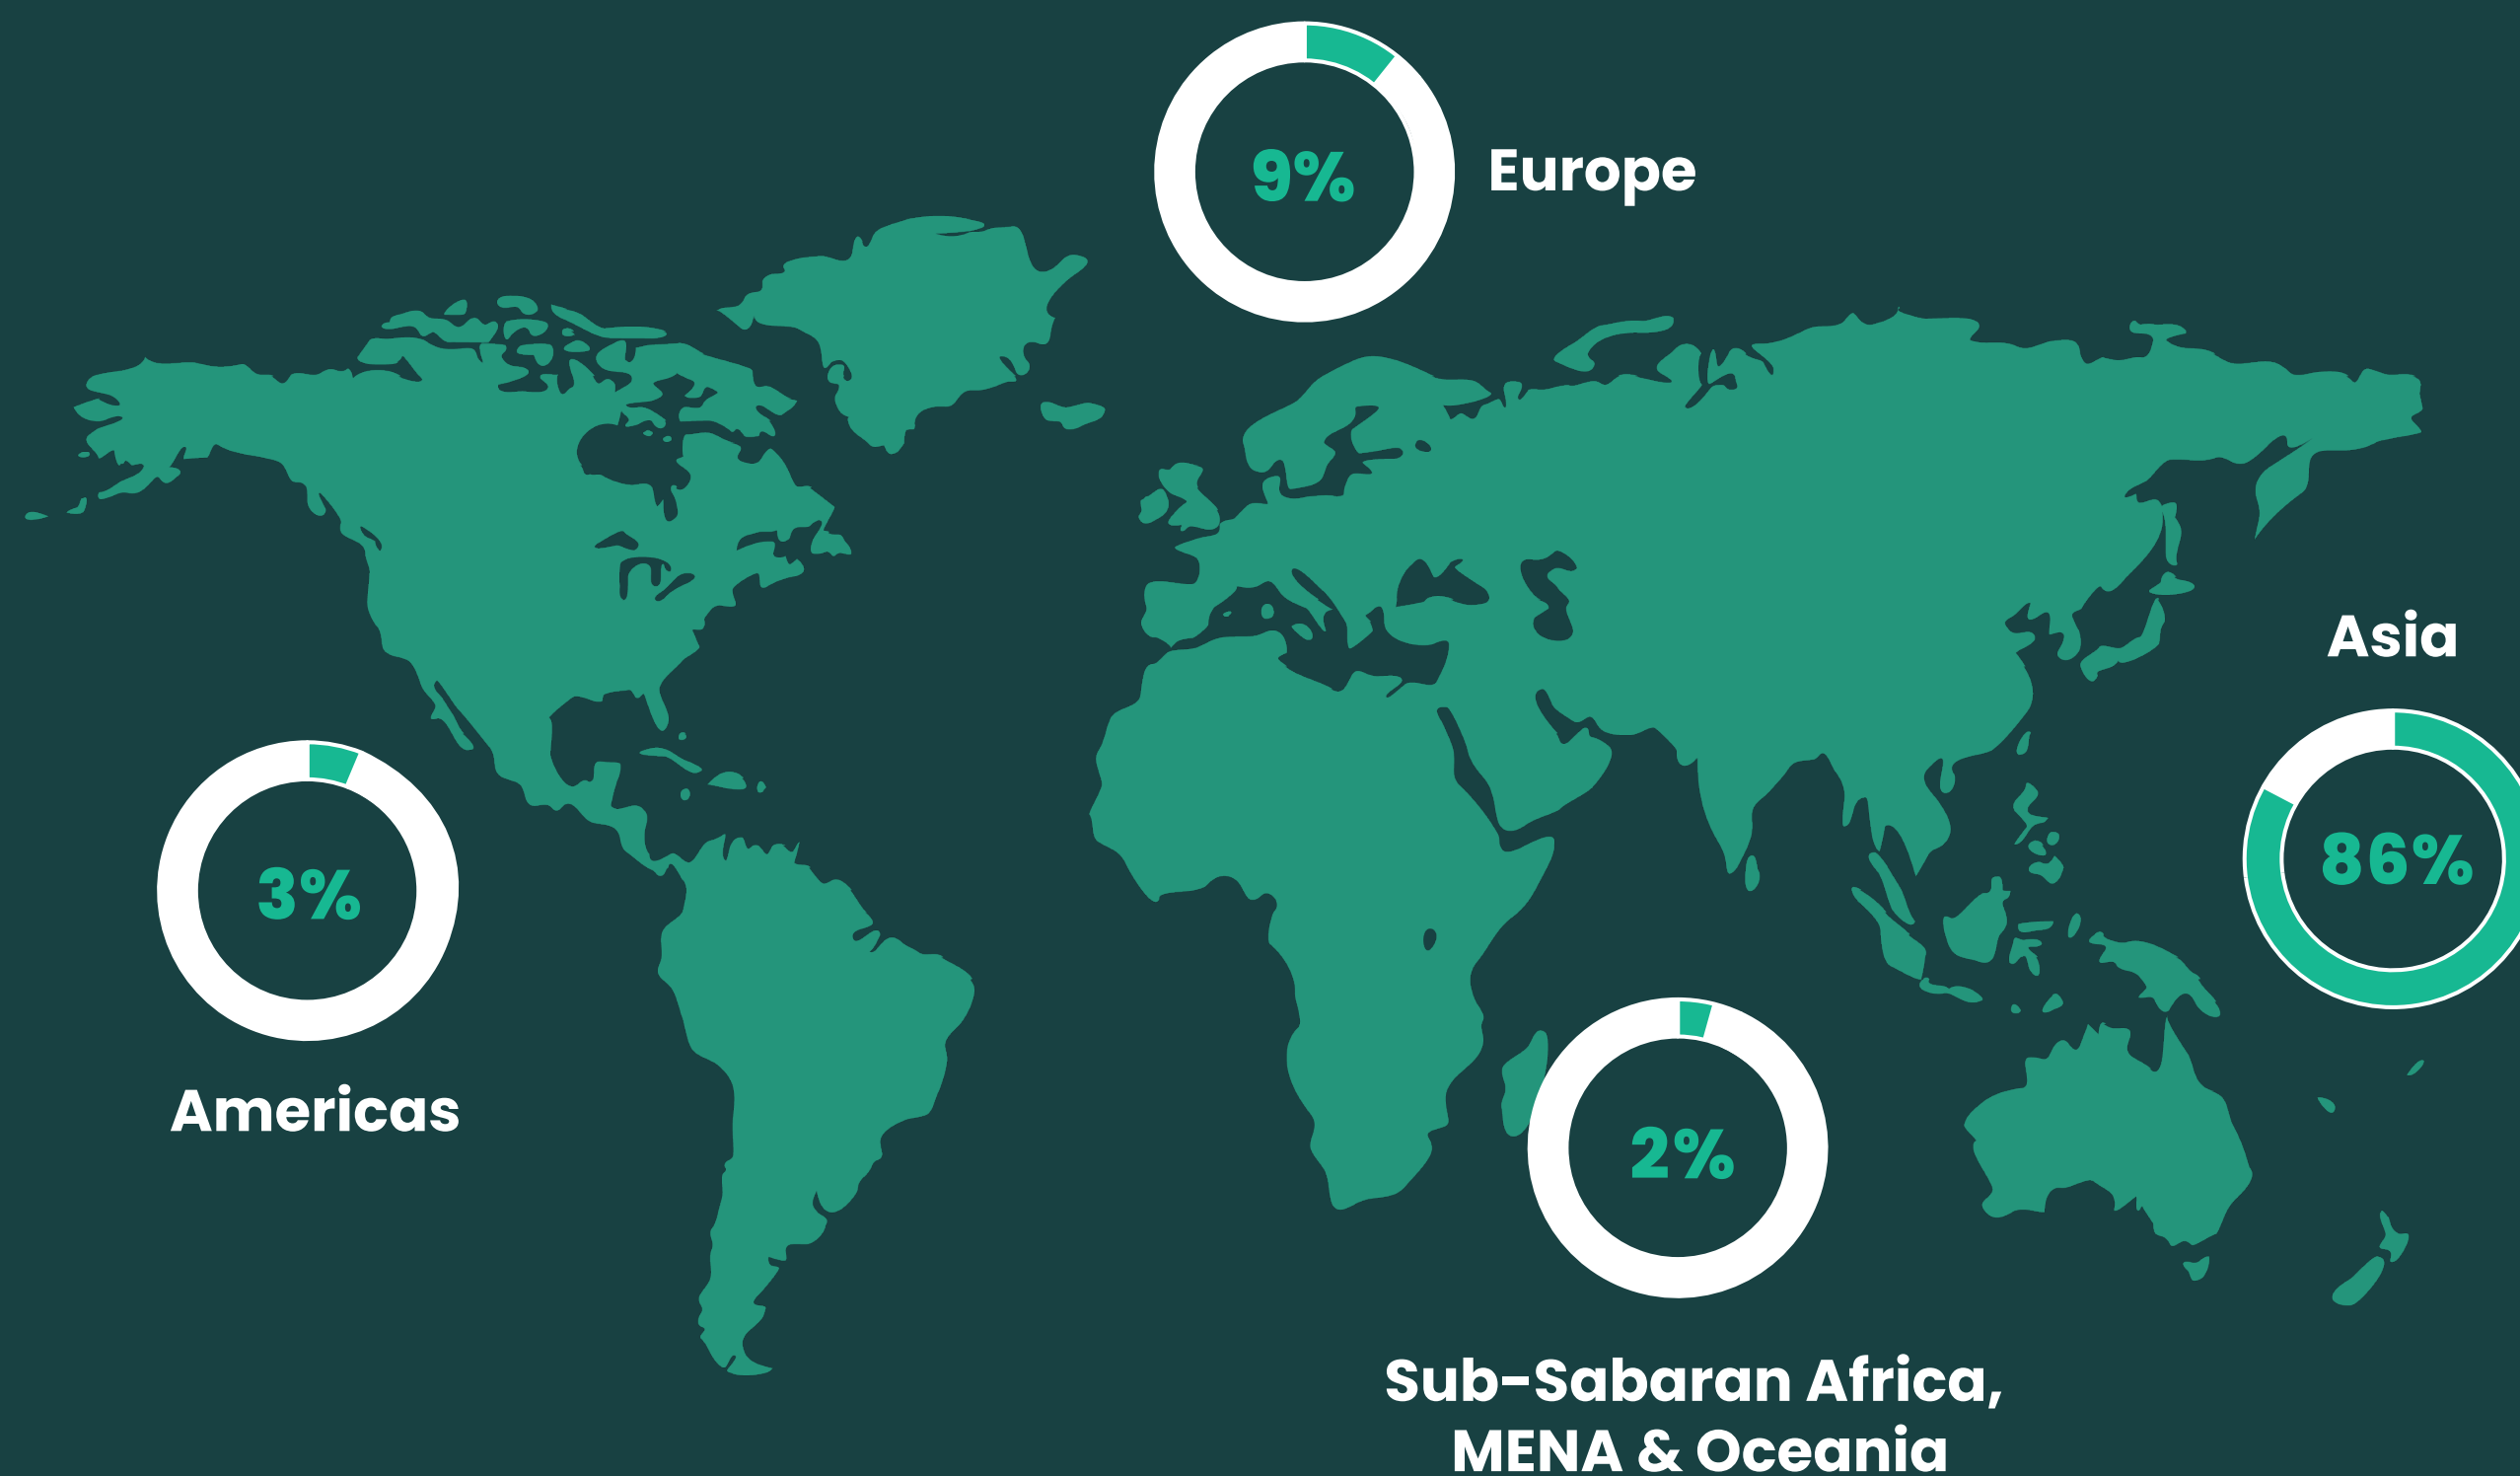 9%
Europe
Asia
86%
3%
Americas
2%
Sub-Sabaran Africa,
MENA & Oceania